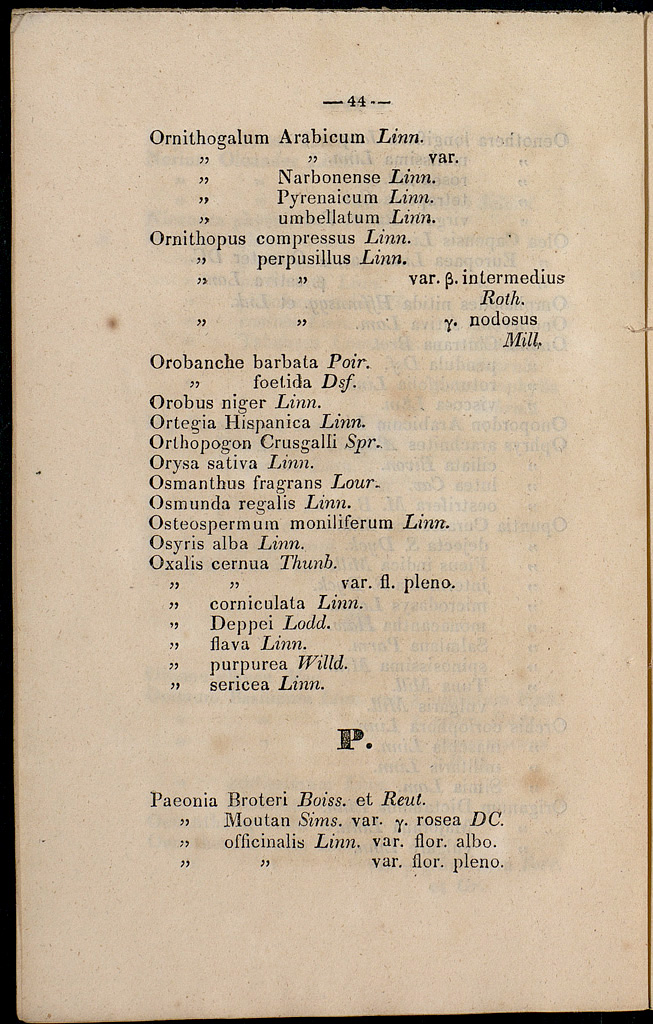 — 44 - —
Ornithogalum Arabicum Linn.
„ „ var.
„ Narbonense Linn.
„ Pyrenaicum Linn.
„ umbellatum Linn.
Ornithopus compressus Linn.
„ perpusillus Linn.
„ „ var. β. intermedius
Roth.
„ „ γ. nodosus
Mill.
Orobanche barbata Poir.
„ foetida Dsf.
Orobus niger Linn.
Ortegia Hispanica Linn.
Orthopogon Crusgalli Spr.
Orysa sativa Linn.
Osmanthus fragrans Lour.
Osmunda regalis Linn.
Osteospermum moniliferum Linn.
Osyris alba Linn.
Oxalis cernua Thunb.
„ „ var. fl. pleno.
„ corniculata Linn.
„ Deppei Lodd.
„ flava Linn.
„ purpurea Willd.
„ sericea Linn.
P.
Paeonia Broteri Boiss. et Reut.
„ Moutan Sims. var. γ. rosea DC.
„ officinalis Linn. var. flor. albo.
„ „ var. flor. pleno.